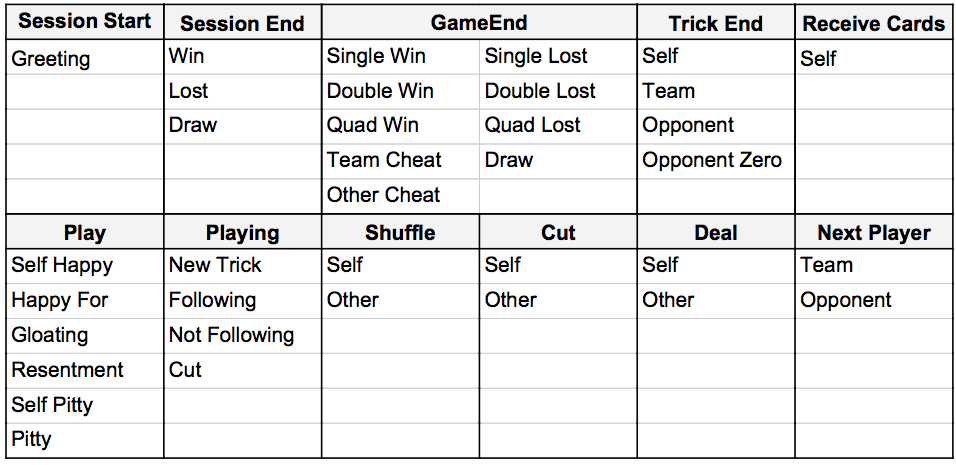 Session Start Session End GameEnd Trick End Receive Cards
Greeting Win Single Win Single Lost Self Self
Lost Double Win Double Lost Team
Draw Quad Win Quad Lost Opponent
Team Cheat Draw Opponent Zero
Other Cheat
Play Playing Shuffle Cut Deal Next Player
Self Happy New Trick Self Self Self Team
Happy For Following Other Other Other Opponent
Gloating Not Following
Resentment Cut
Self Pitty
Pitty